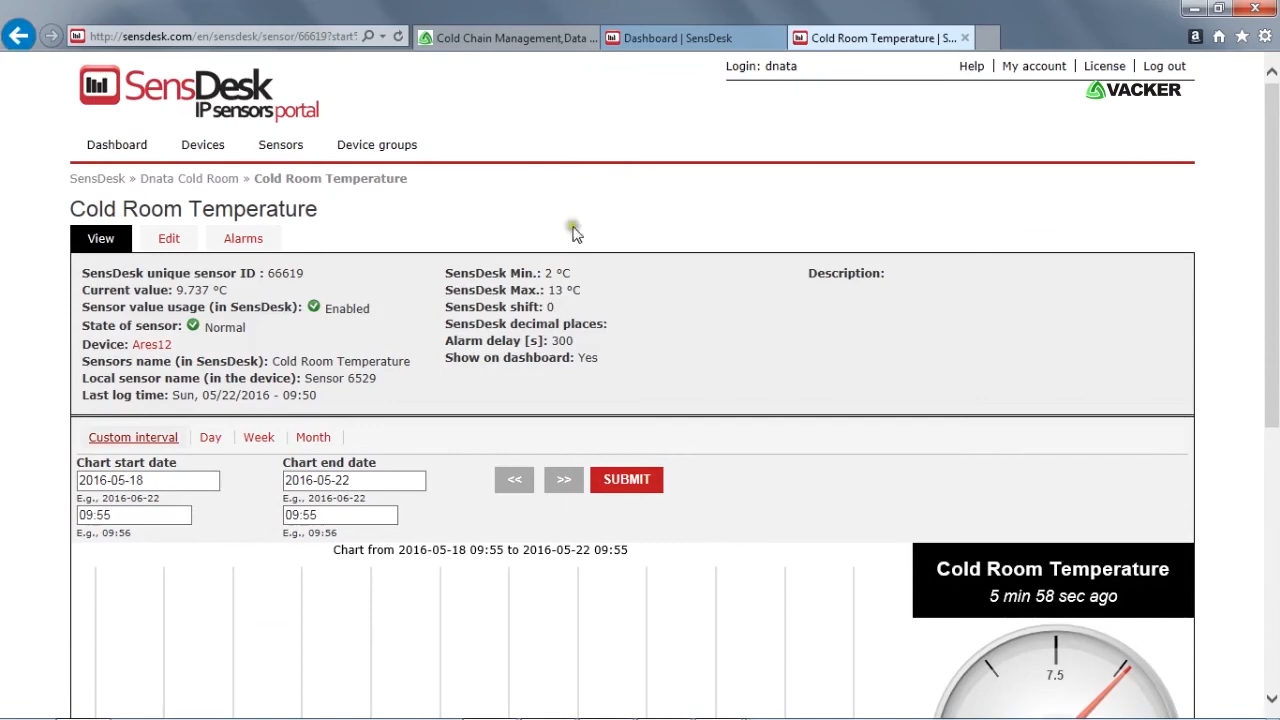 http://sensdesk.com/en/sensdesk/sensor/66619?start
Cold Chain Management,Data ...
Dashboard | SensDesk
Cold Room Temperature | S...
SensDesk
IP sensors portal
Login: dnata
Help
My account
License
Log out
VACKER
Dashboard
Devices
Sensors
Device groups
SensDesk » Dnata Cold Room » Cold Room Temperature
Cold Room Temperature
View
Edit
Alarms
SensDesk unique sensor ID : 66619
Current value: 9.737 °C
Sensor value usage (in SensDesk): Enabled
State of sensor: Normal
Device: Ares12
Sensors name (in SensDesk): Cold Room Temperature
Local sensor name (in the device): Sensor 6529
Last log time: Sun, 05/22/2016 - 09:50
SensDesk Min.: 2 °C
SensDesk Max.: 13 °C
SensDesk shift: 0
SensDesk decimal places:
Alarm delay [s]: 300
Show on dashboard: Yes
Description:
Custom interval
Day
Week
Month
Chart start date
2016-05-18
E.g., 2016-06-22
09:55
E.g., 09:56
Chart end date
2016-05-22
E.g., 2016-06-22
09:55
E.g., 09:56
<<
>>
SUBMIT
Chart from 2016-05-18 09:55 to 2016-05-22 09:55
Cold Room Temperature
5 min 58 sec ago
7.5